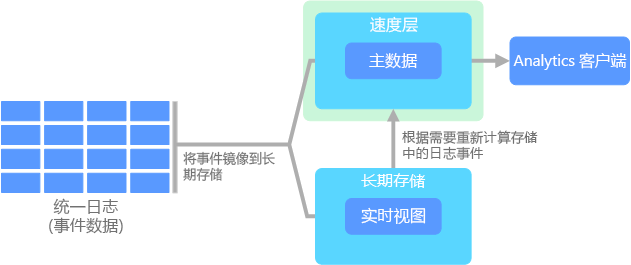 速度层
主数据
Analytics 客户端
将事件镜像到长
期存储
根据需要重新计算存储
中的日志事件
长期存储
实时视图
统一日志
(事件数据)